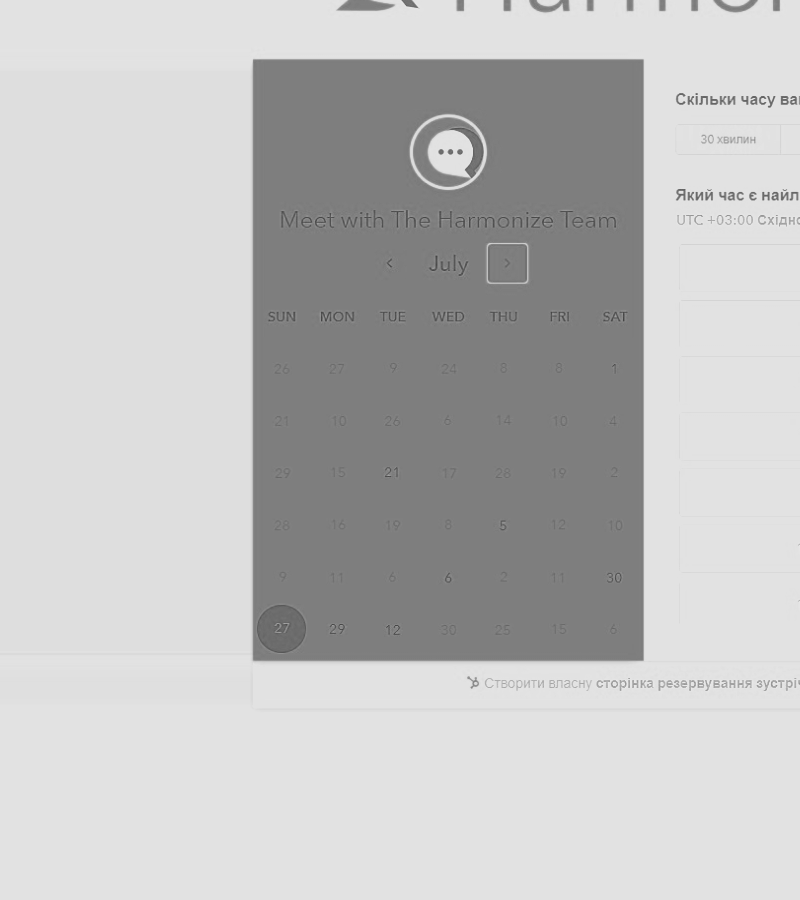 Harmon
Скільки часу ва
30 хвилин
Який час є найл
UTC +03:00 Східно
Meet with The Harmonize Team
July
SUN MON TUE WED THU FRI SAT
26 27 9 24 8 8 1
21 10 26 6 14 10 4
29 15 21 17 28 19 2
28 16 19 8 5 12 10
9 11 6 6 2 11 30
27 29 12 30 25 15 6
Створити власну сторінка резервування зустріч